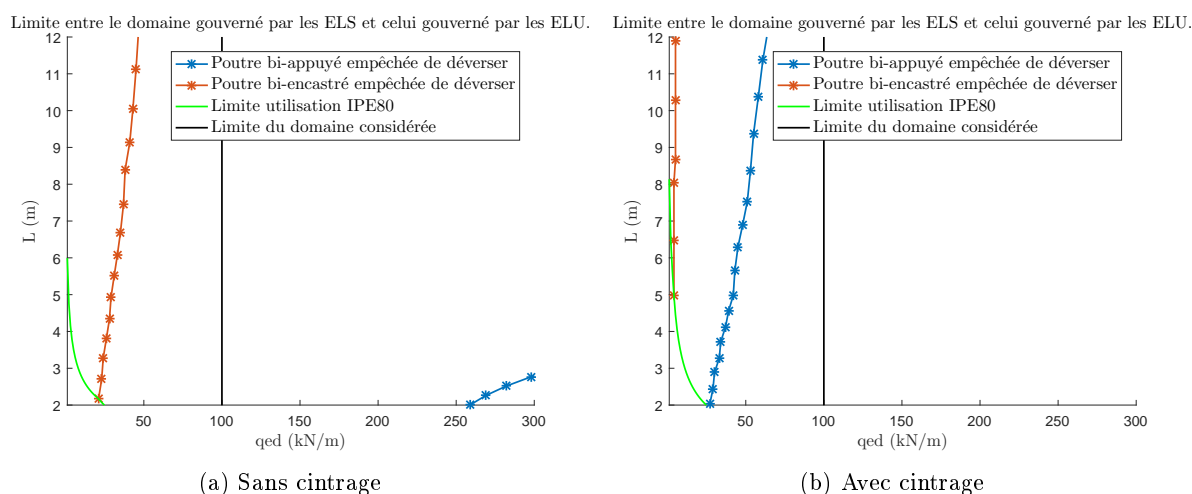 Limite entre le domaine gouverné par les ELS et celui gouverné par les ELU.
12
11
10
9
8
7
6
5
4
3
2
L (m)
Poutre bi-appuyé empêchée de déverser
Poutre bi-encastré empêchée de déverser
Limite utilisation IPE80
Limite du domaine considérée
50 100 150 200 250 300
qed (kN/m)
(a) Sans cintrage
Limite entre le domaine gouverné par les ELS et celui gouverné par les ELU.
12
11
10
9
8
7
6
5
4
3
2
L (m)
Poutre bi-appuyé empêchée de déverser
Poutre bi-encastré empêchée de déverser
Limite utilisation IPE80
Limite du domaine considérée
50 100 150 200 250 300
qed (kN/m)
(b) Avec cintrage